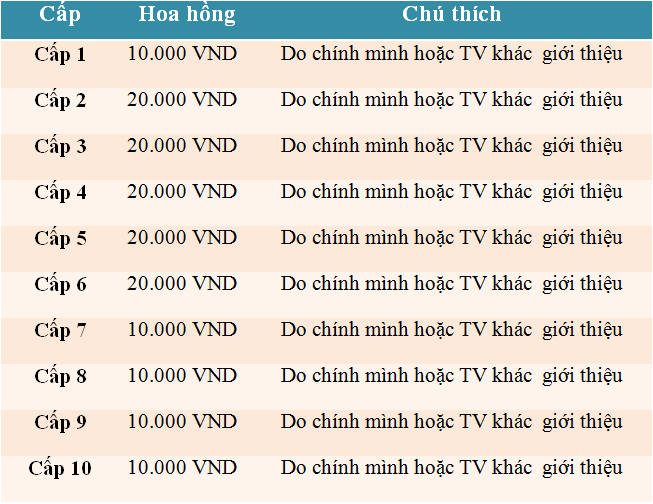 Cấp Hoa hồng Chú thích
Cấp 1 10.000 VND Do chính mình hoặc TV khác giới thiệu
Cấp 2 20.000 VND Do chính mình hoặc TV khác giới thiệu
Cấp 3 20.000 VND Do chính mình hoặc TV khác giới thiệu
Cấp 4 20.000 VND Do chính mình hoặc TV khác giới thiệu
Cấp 5 20.000 VND Do chính mình hoặc TV khác giới thiệu
Cấp 6 20.000 VND Do chính mình hoặc TV khác giới thiệu
Cấp 7 10.000 VND Do chính mình hoặc TV khác giới thiệu
Cấp 8 10.000 VND Do chính mình hoặc TV khác giới thiệu
Cấp 9 10.000 VND Do chính mình hoặc TV khác giới thiệu
Cấp 10 10.000 VND Do chính mình hoặc TV khác giới thiệu